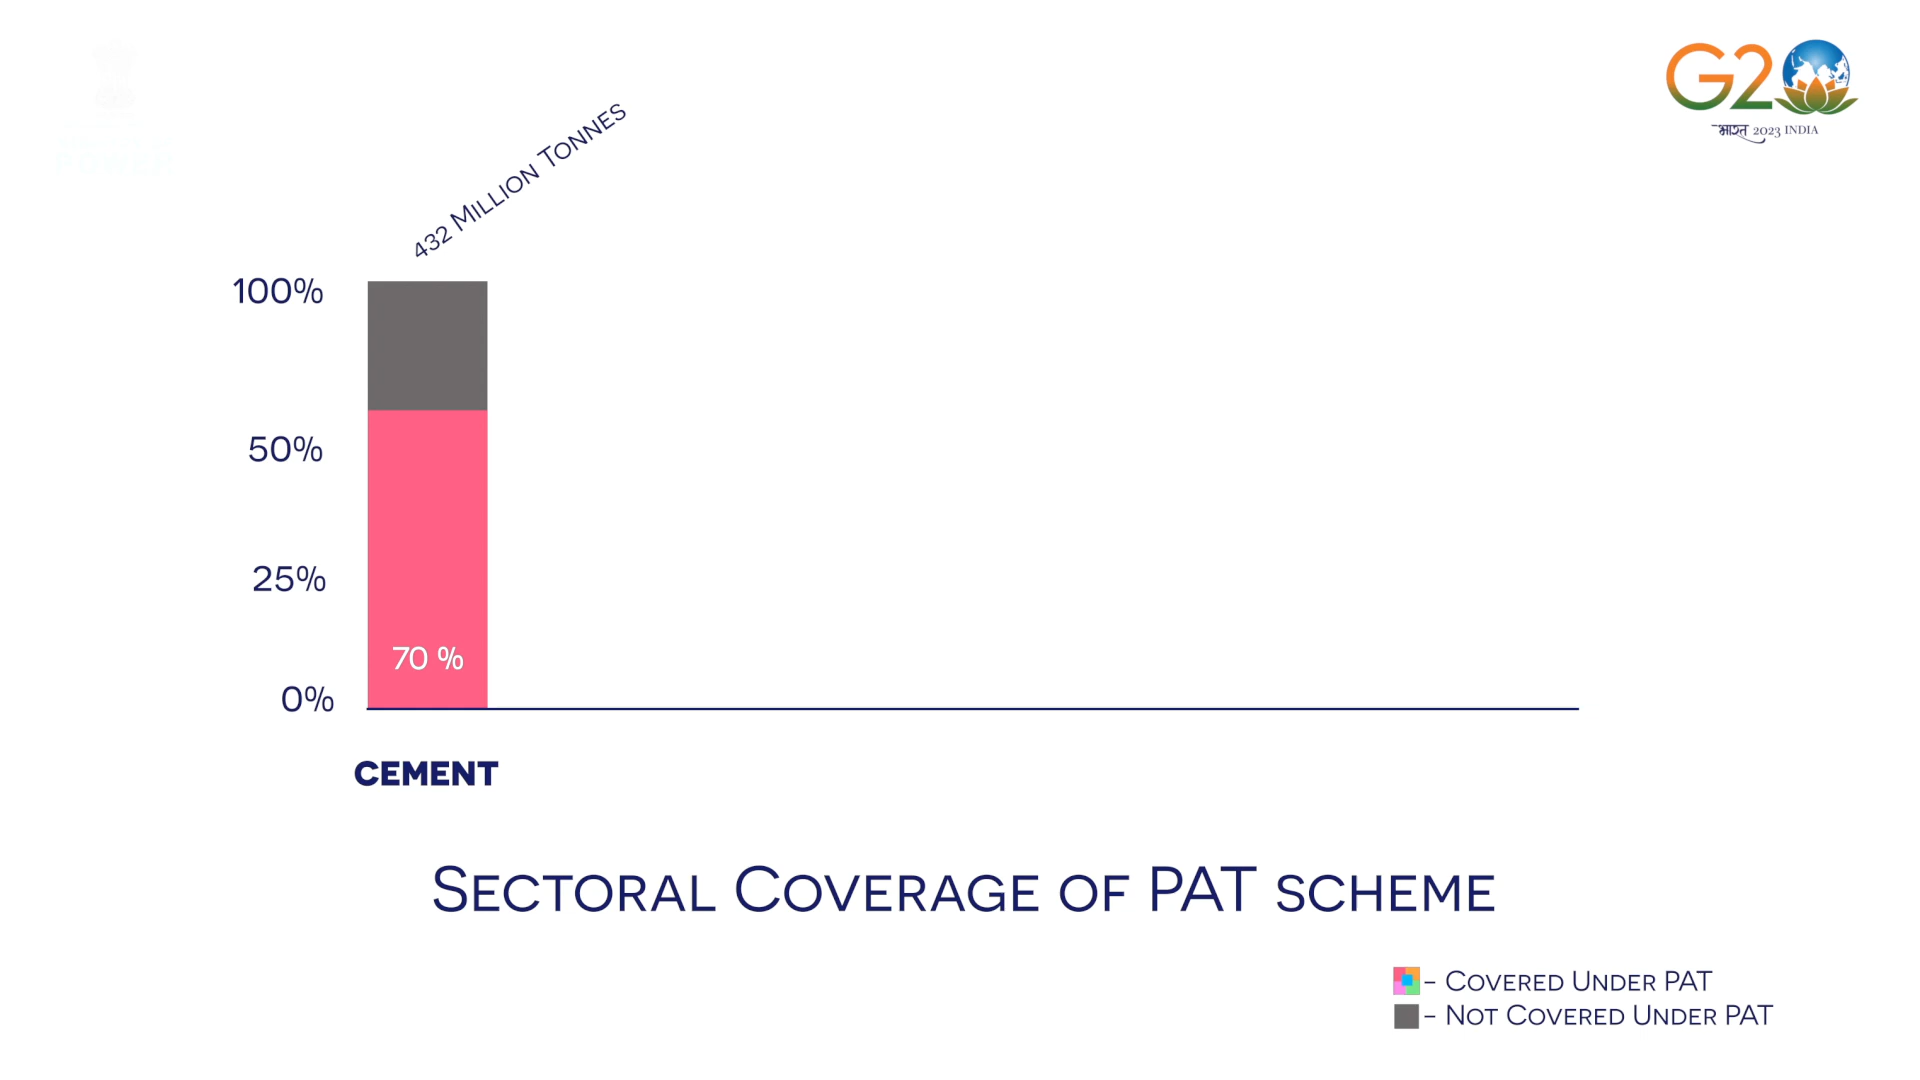 G20
भारत 2023 INDIA
432 Million Tonnes
100%
50%
25%
70 %
0%
CEMENT
Sectoral Coverage of PAT scheme
- Covered Under PAT
- Not Covered Under PAT